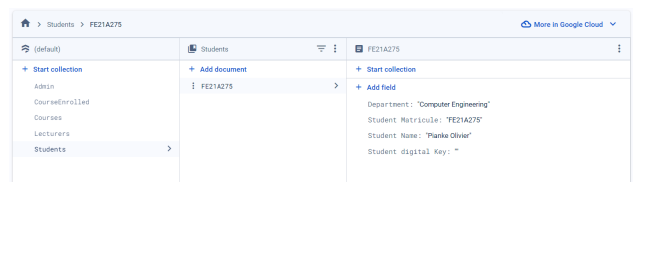 Students > FE21A275
More in Google Cloud
(default)
Students
FE21A275
+ Start collection
+ Add document
+ Start collection
Admin
CourseEnrolled
Courses
Lecturers
Students
FE21A275
+ Add field
Department: "Computer Engineering"
Student Matricule: "FE21A275"
Student Name: "Pianke Olivier"
Student digital Key: ""